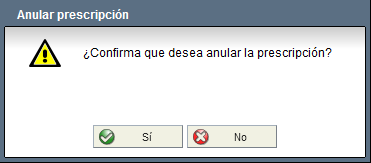 Anular prescripción
¿Confirma que desea anular la prescripción?
Sí
No